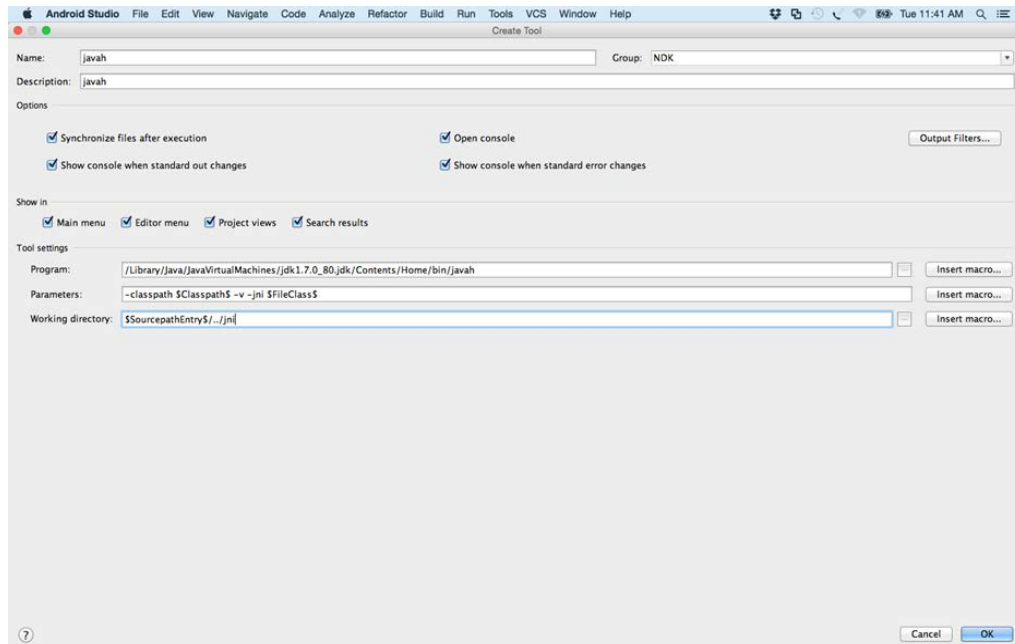 Android Studio File Edit View Navigate Code Analyze Refactor Build Run Tools VCS Window Help Tue 11:41 AM
Create Tool
Name: javah Group: NDK
Description: javah
Options
Synchronize files after execution Open console Output Filters...
Show console when standard out changes Show console when standard error changes
Show in
Main menu Editor menu Project views Search results
Tool settings
Program: /Library/Java/JavaVirtualMachines/jdk1.7.0_80.jdk/Contents/Home/bin/javah Insert macro...
Parameters: -classpath $Classpath$ -v -jni $FileClass$ Insert macro...
Working directory: $SourcepathEntry$/../jni Insert macro...
? Cancel OK